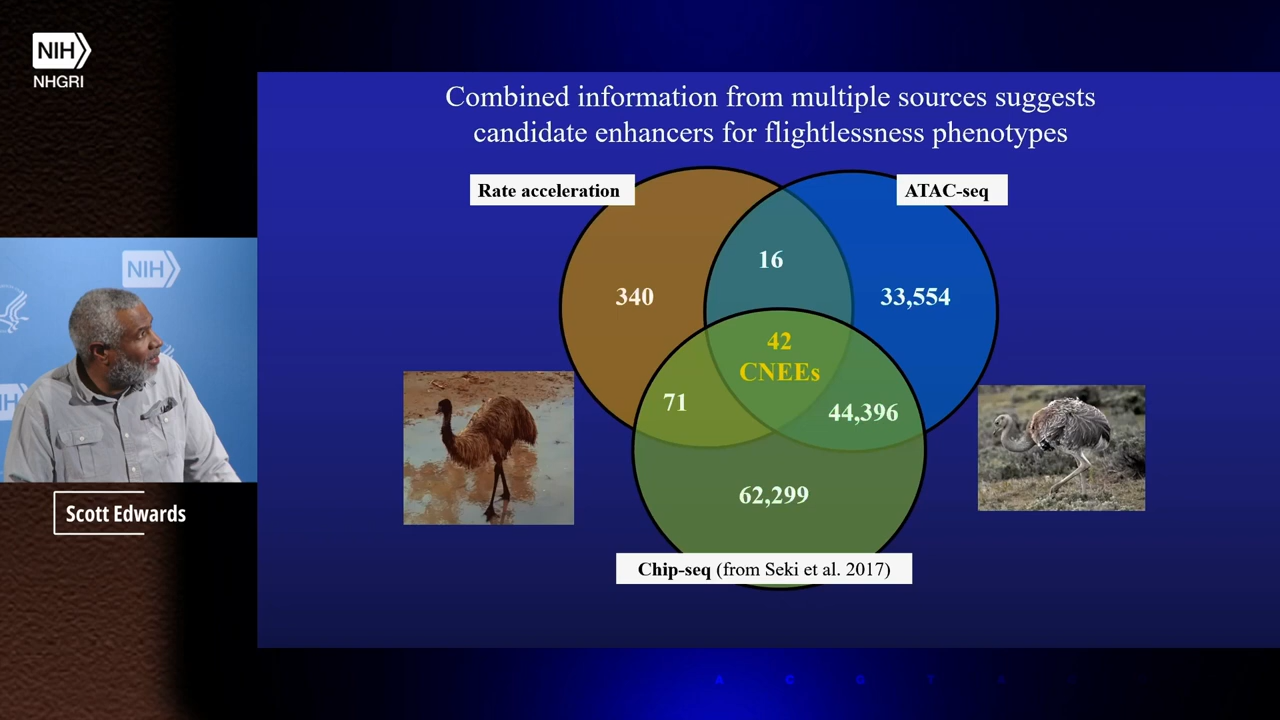 NIH
NHGRI
Combined information from multiple sources suggests
candidate enhancers for flightlessness phenotypes
Rate acceleration
ATAC-seq
16
340
33,554
42
CNEEs
71
44,396
62,299
Chip-seq (from Seki et al. 2017)
NIH
Scott Edwards
A C G T